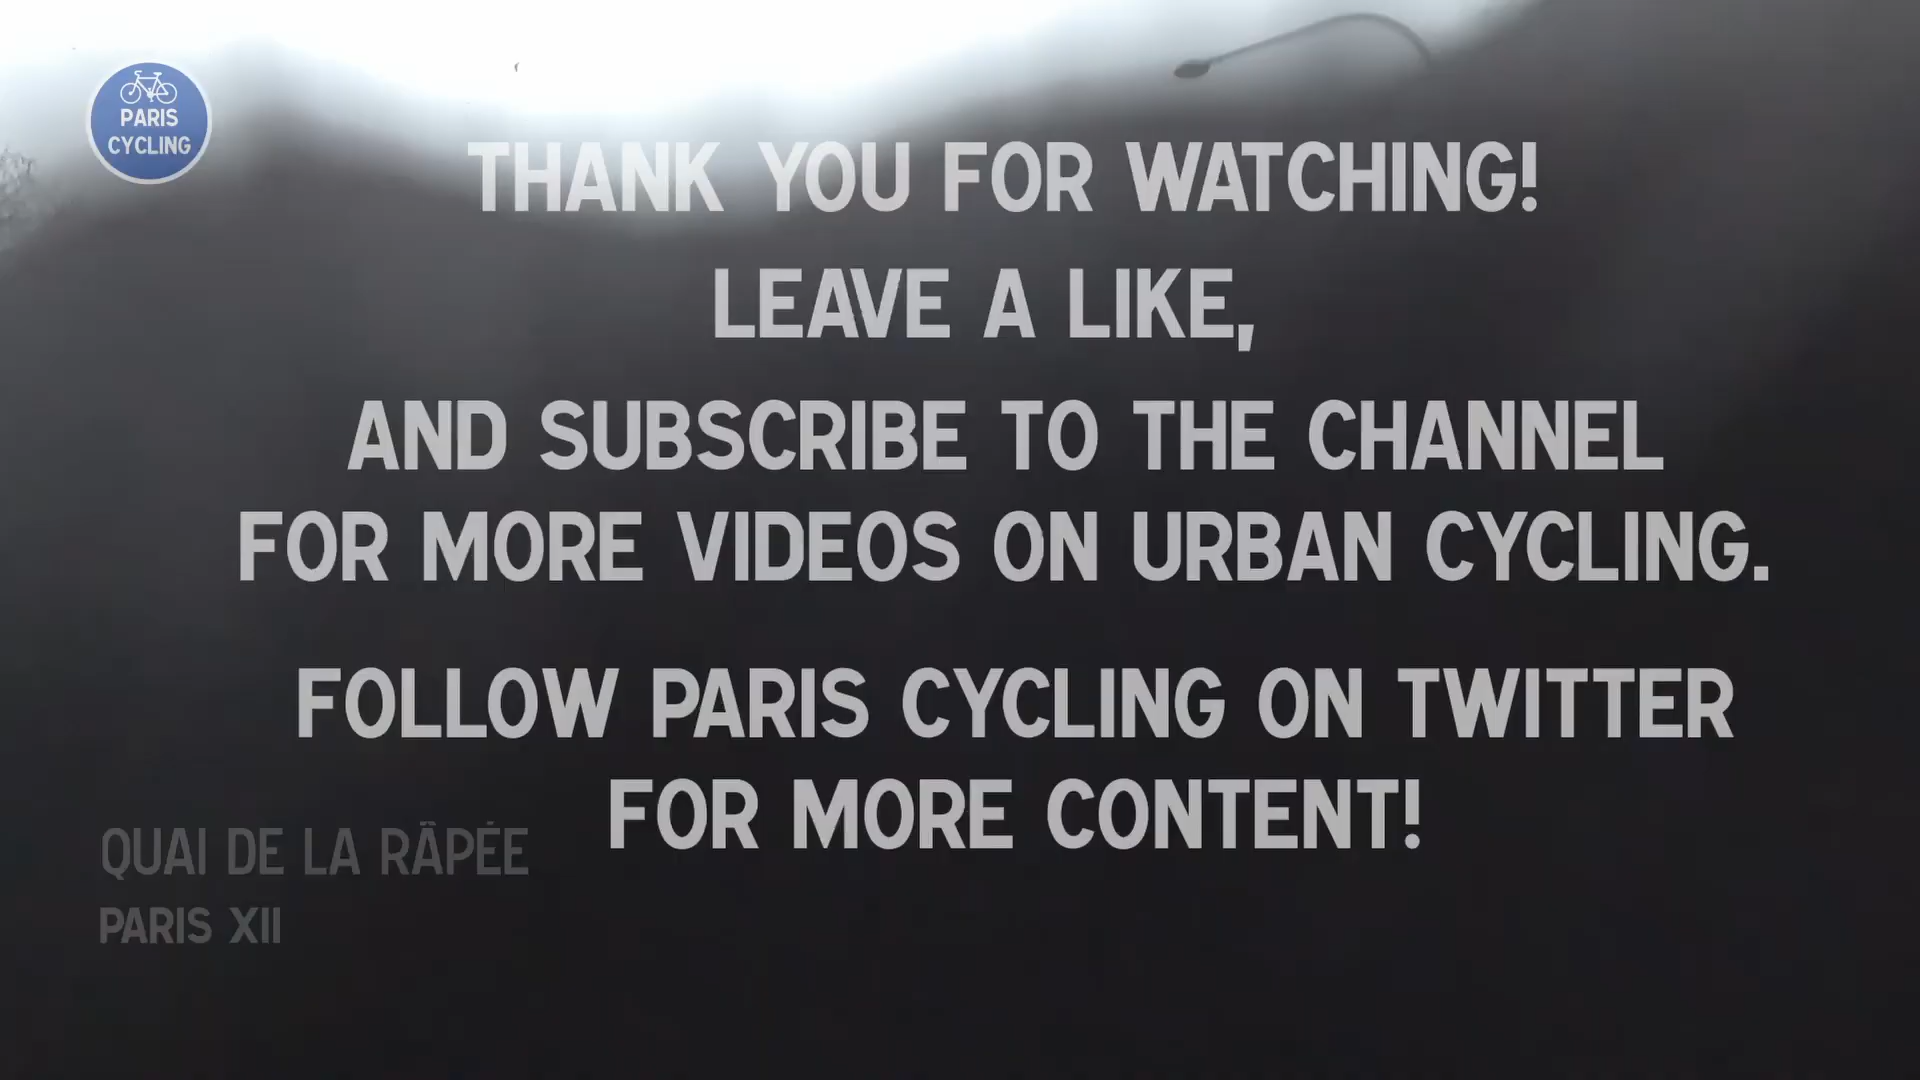 PARIS
CYCLING
THANK YOU FOR WATCHING!
LEAVE A LIKE,
AND SUBSCRIBE TO THE CHANNEL
FOR MORE VIDEOS ON URBAN CYCLING.
FOLLOW PARIS CYCLING ON TWITTER
FOR MORE CONTENT!
QUAI DE LA RÂPÉE
PARIS XII